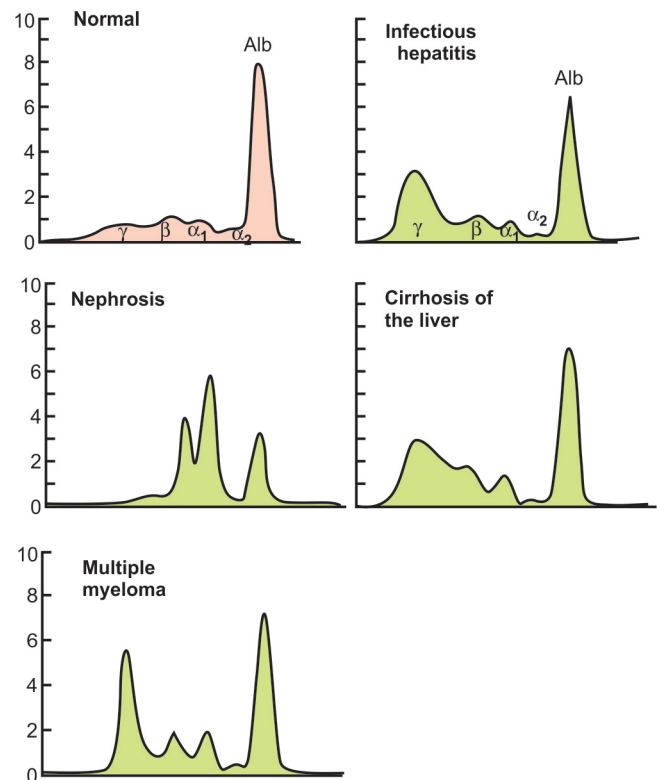 Normal
10
8
6
4
2
0
Alb
γ β α1 α2
Infectious
hepatitis
Alb
γ β α1 α2
Nephrosis
10
8
6
4
2
0
Cirrhosis of
the liver
Multiple
myeloma
10
8
6
4
2
0